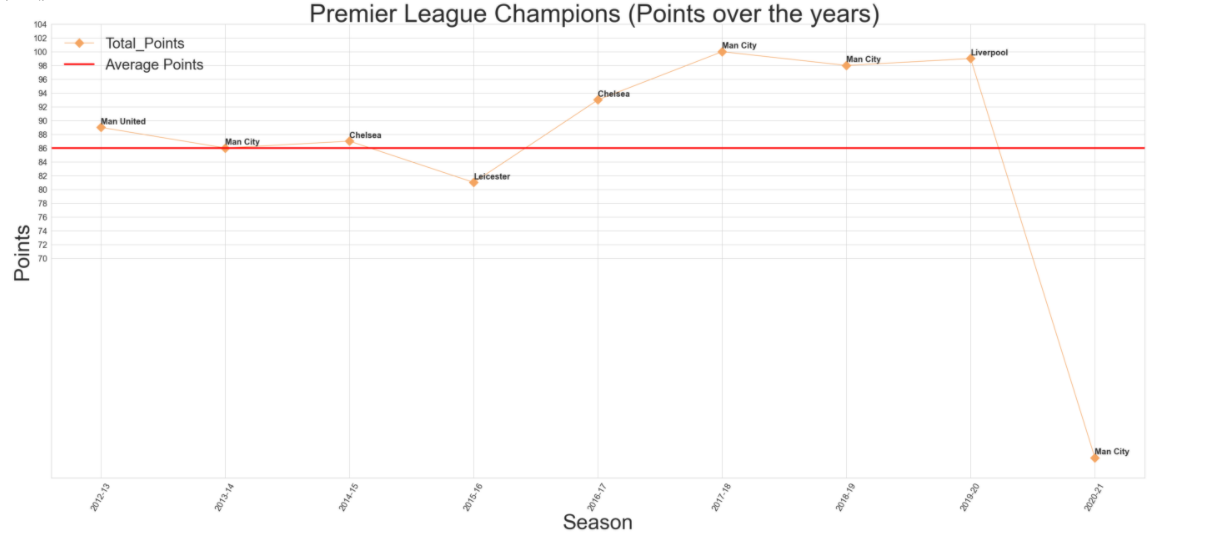 Premier League Champions (Points over the years)
Total_Points
Average Points
104
102
100
98
96
94
92
90
88
86
84
82
80
78
76
74
72
70
Points
Man United
Man City
Chelsea
Leicester
Chelsea
Man City
Man City
Liverpool
Man City
2012-13
2013-14
2014-15
2015-16
2016-17
2017-18
2018-19
2019-20
2020-21
Season